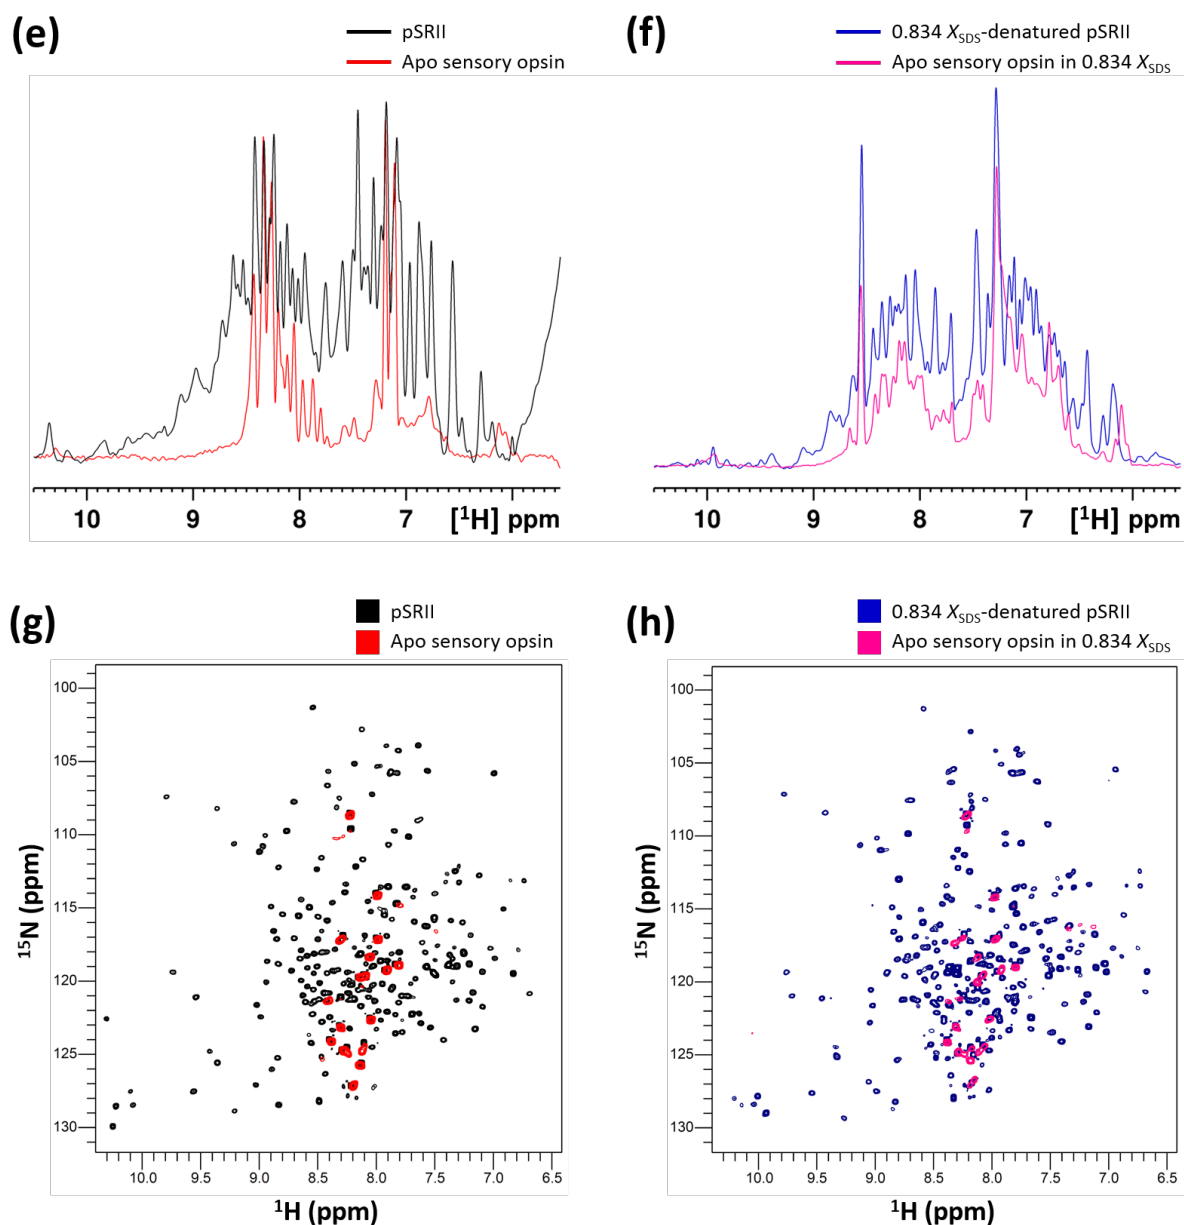 (e)
pSRII
Apo sensory opsin
10 9 8 7 [¹H] ppm
(f)
0.834 X_SDS-denatured pSRII
Apo sensory opsin in 0.834 X_SDS
10 9 8 7 [¹H] ppm
(g)
pSRII
Apo sensory opsin
100
105
110
115
120
125
130
¹⁵N (ppm)
10.0 9.5 9.0 8.5 8.0 7.5 7.0 6.5
¹H (ppm)
(h)
0.834 X_SDS-denatured pSRII
Apo sensory opsin in 0.834 X_SDS
100
105
110
115
120
125
130
¹⁵N (ppm)
10.0 9.5 9.0 8.5 8.0 7.5 7.0 6.5
¹H (ppm)